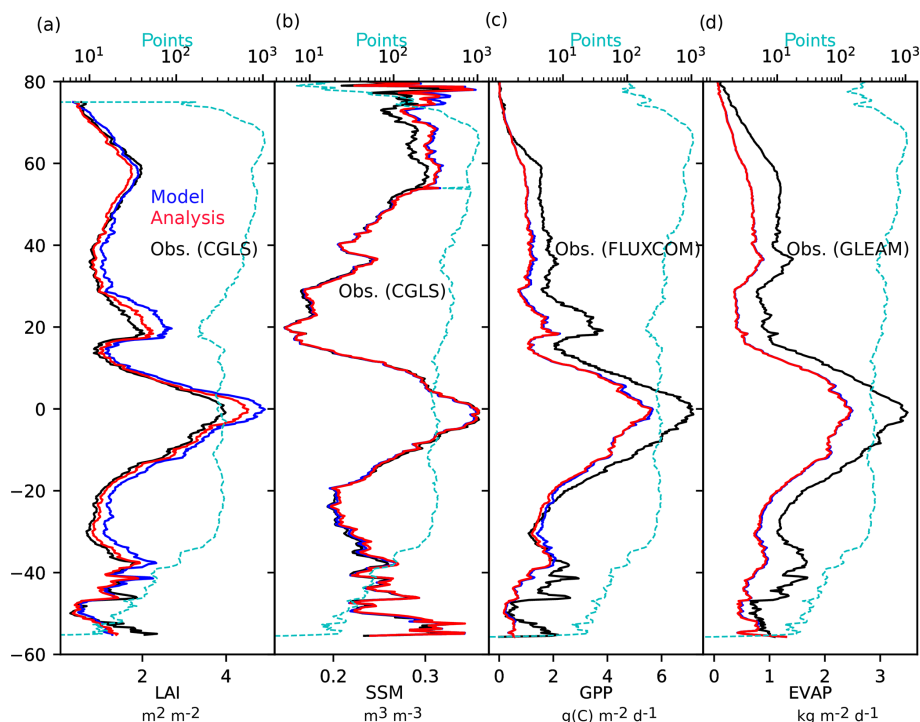 (a) (b) (c) (d)
Points Points Points Points
10¹ 10² 10³ 10¹ 10² 10³ 10¹ 10² 10³ 10¹ 10² 10³
80
60
Model
Analysis
Obs. (CGLS) Obs. (FLUXCOM) Obs. (GLEAM)
40
Obs. (CGLS)
20
0
−20
−40
−60
2 4 0.2 0.3 0 2 4 6 0 1 2 3
LAI SSM GPP EVAP
m² m⁻² m³ m⁻³ g(C) m⁻² d⁻¹ kg m⁻² d⁻¹